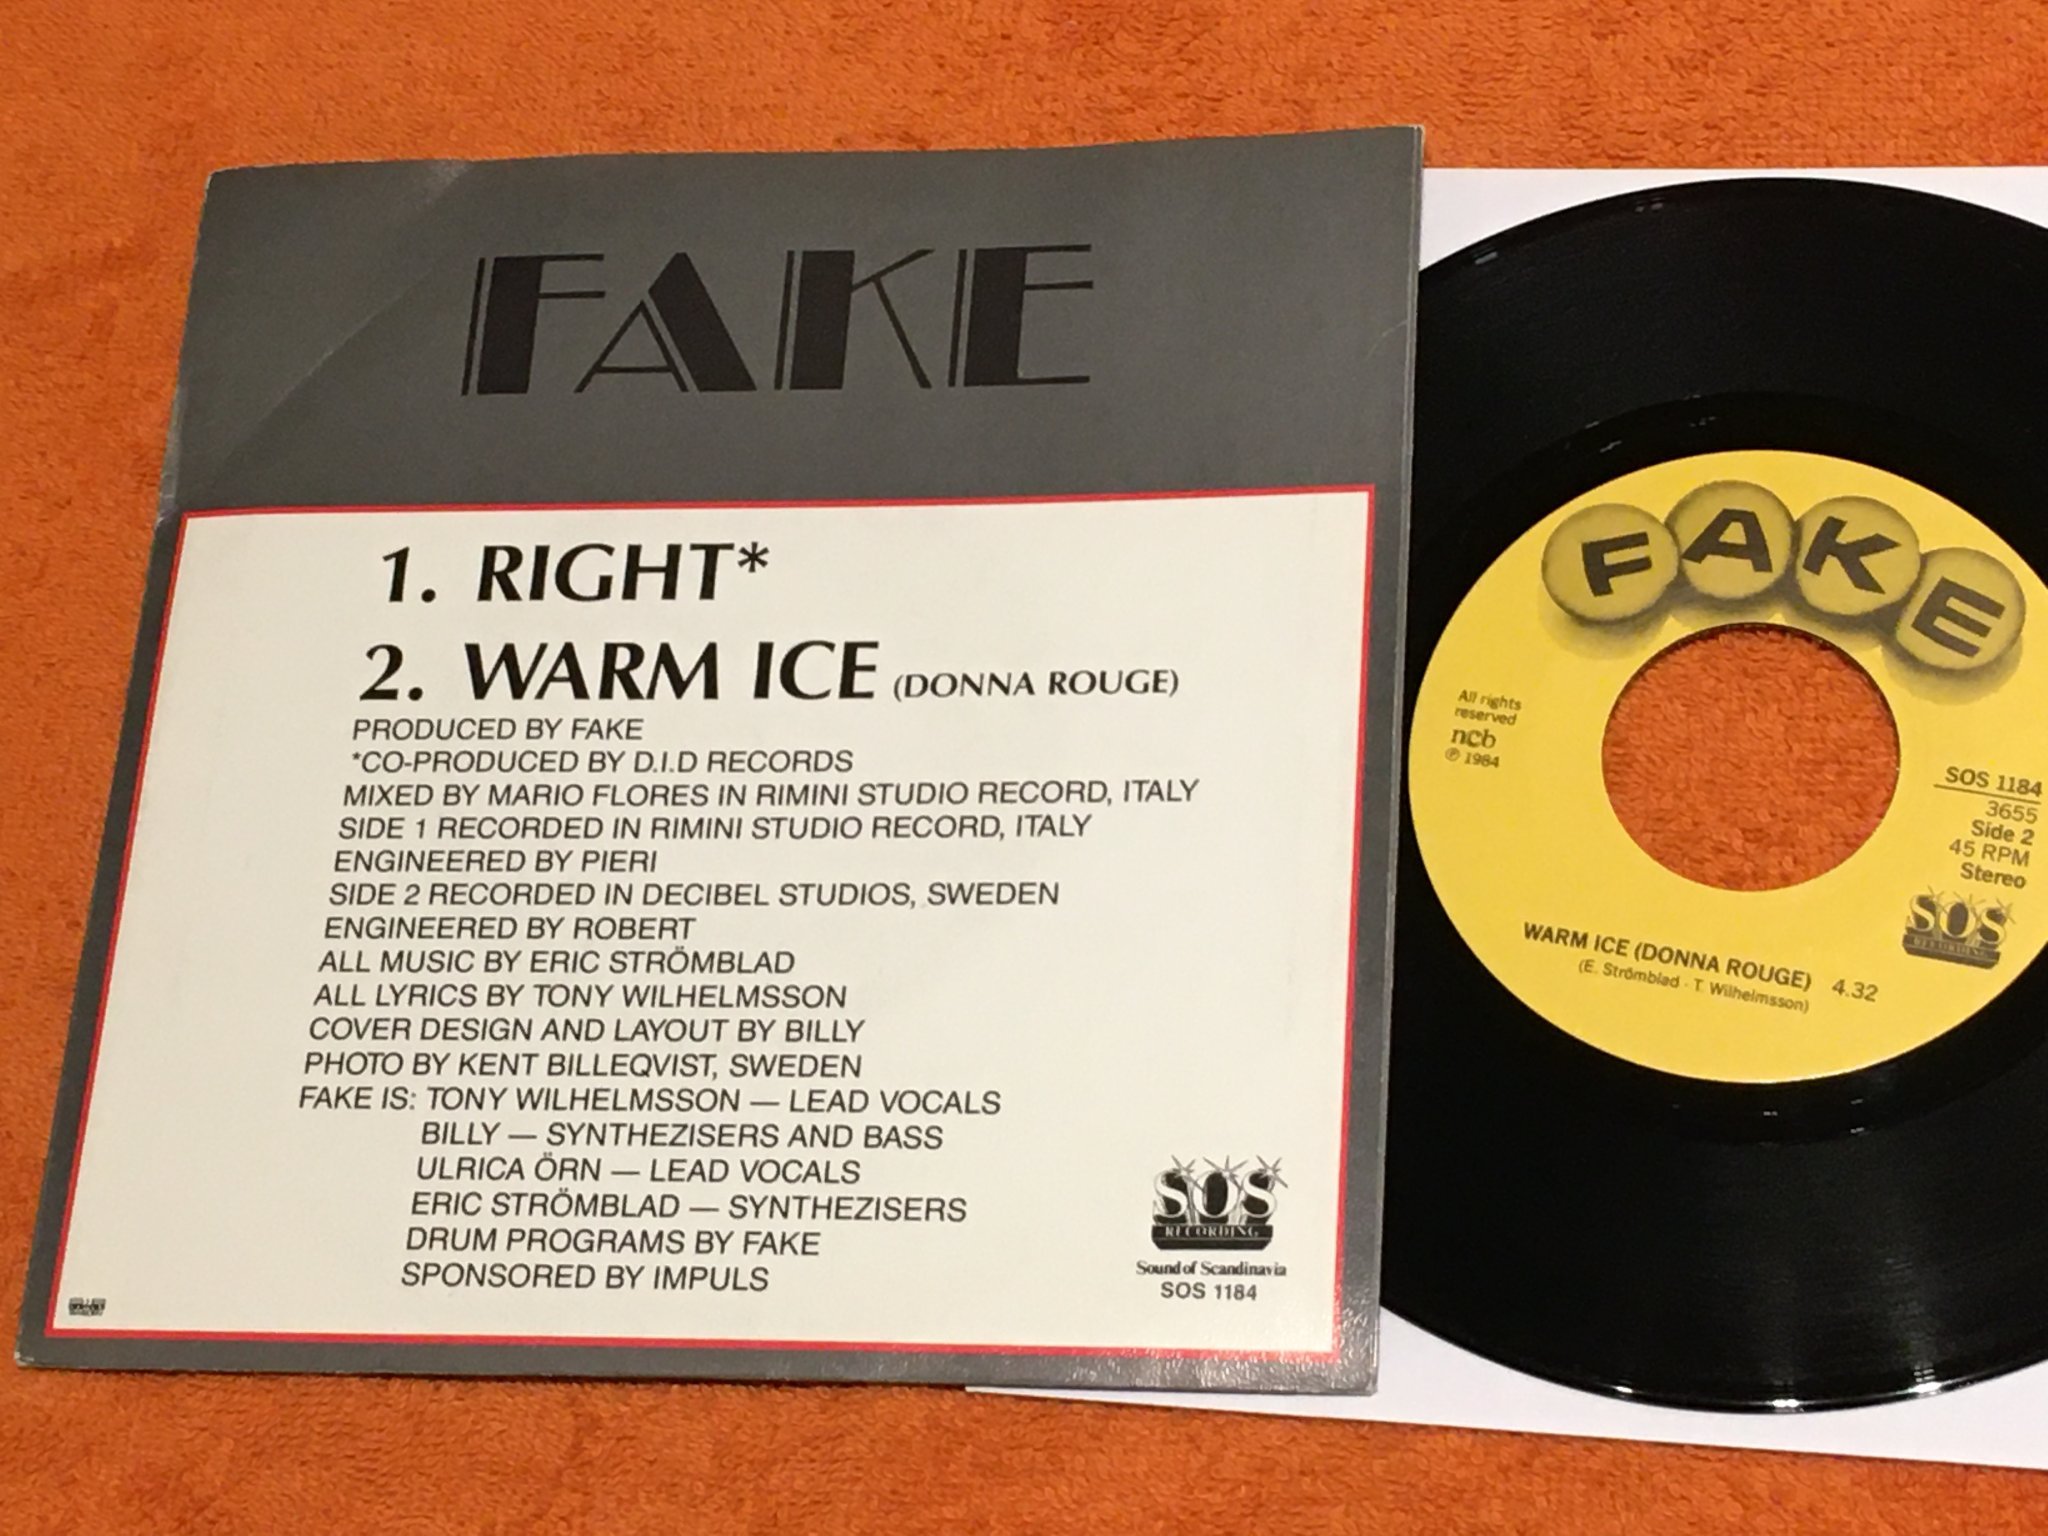 FAKE
1. RIGHT*
2. WARM ICE (DONNA ROUGE)
PRODUCED BY FAKE
*CO-PRODUCED BY D.I.D RECORDS
MIXED BY MARIO FLORES IN RIMINI STUDIO RECORD, ITALY
SIDE 1 RECORDED IN RIMINI STUDIO RECORD, ITALY
ENGINEERED BY PIERI
SIDE 2 RECORDED IN DECIBEL STUDIOS, SWEDEN
ENGINEERED BY ROBERT
ALL MUSIC BY ERIC STRÖMBLAD
ALL LYRICS BY TONY WILHELMSSON
COVER DESIGN AND LAYOUT BY BILLY
PHOTO BY KENT BILLEQVIST, SWEDEN
FAKE IS: TONY WILHELMSSON — LEAD VOCALS
BILLY — SYNTHEZISERS AND BASS
ULRICA ÖRN — LEAD VOCALS
ERIC STRÖMBLAD — SYNTHEZISERS
DRUM PROGRAMS BY FAKE
SPONSORED BY IMPULS
SOS
RECORDING
Sound of Scandinavia
SOS 1184
FAKE
All rights
reserved
ncb
℗ 1984
SOS 1184
3655
Side 2
45 RPM
Stereo
SOS
RECORDING
WARM ICE (DONNA ROUGE) 4.32
(E. Strömblad - T. Wilhelmsson)